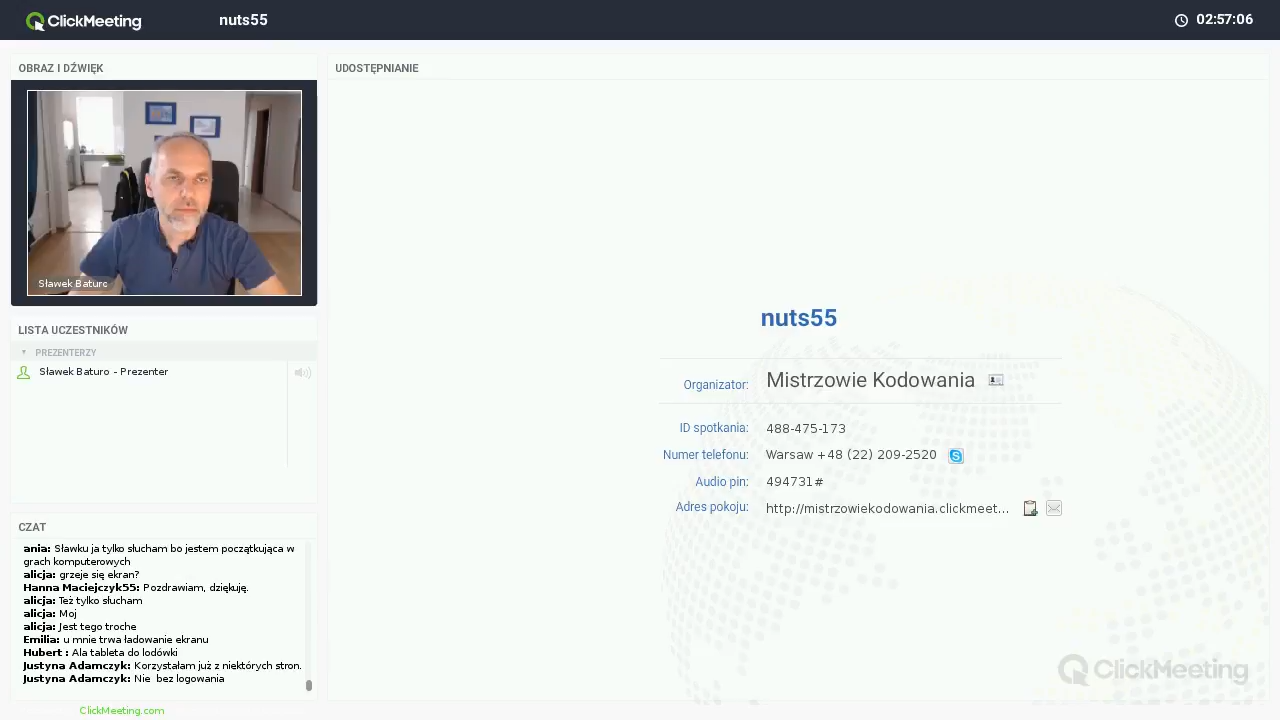 ClickMeeting
nuts55
02:57:06
OBRAZ I DŹWIĘK
Sławek Baturo
LISTA UCZESTNIKÓW
PREZENTERZY
Sławek Baturo - Prezenter
CZAT
ania: Sławku ja tylko słucham bo jestem początkująca w
grach komputerowych
alicja: grzeje się ekran?
Hanna Maciejczyk55: Pozdrawiam, dziękuję.
alicja: Też tylko słucham
alicja: Moj
alicja: Jest tego troche
Emilia: u mnie trwa ładowanie ekranu
Hubert : Ala tableta do lodówki
Justyna Adamczyk: Korzystałam już z niektórych stron.
Justyna Adamczyk: Nie bez logowania
ClickMeeting.com
UDOSTĘPNIANIE
nuts55
Organizator: Mistrzowie Kodowania
ID spotkania: 488-475-173
Numer telefonu: Warsaw +48 (22) 209-2520
Audio pin: 494731#
Adres pokoju: http://mistrzowiekodowania.clickmeet...
ClickMeeting